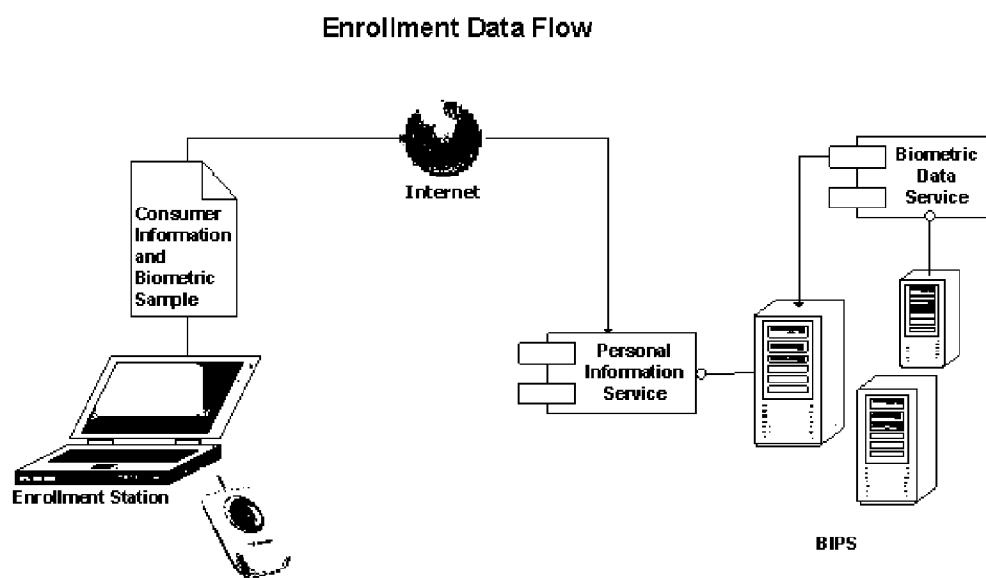 Enrollment Data Flow
Internet
Consumer
Information
and
Biometric
Sample
Biometric
Data
Service
Personal
Information
Service
Enrollment Station
BIPS